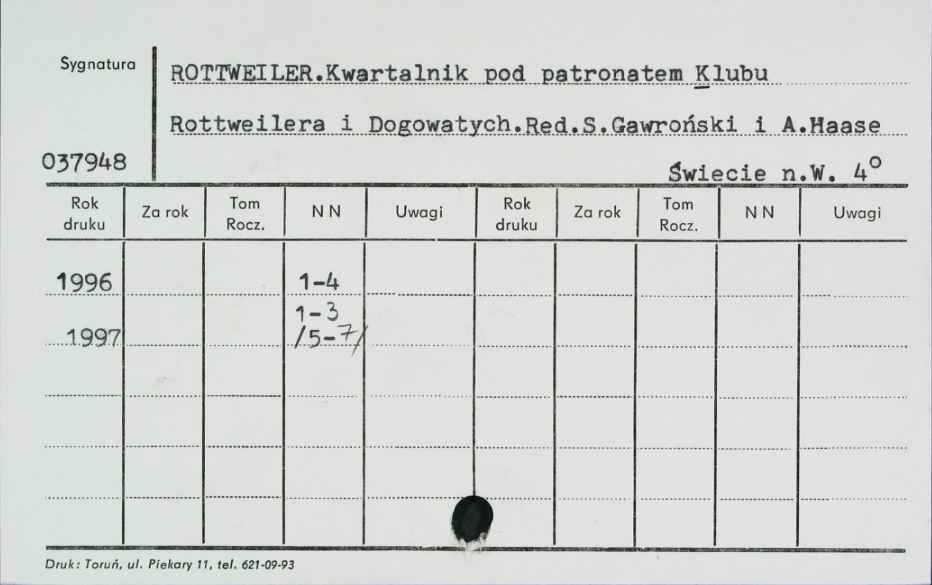 Sygnatura
ROTTWEILER.Kwartalnik pod patronatem Klubu
Rottweilera i Dogowatych.Red.S.Gawroński i A.Haase
037948
Świecie n.W. 4°
Rok druku Za rok Tom Rocz. NN Uwagi Rok druku Za rok Tom Rocz. NN Uwagi
1996 1-4
1-3
1997 /5-7/
Druk: Toruń, ul. Piekary 11, tel. 621-09-93